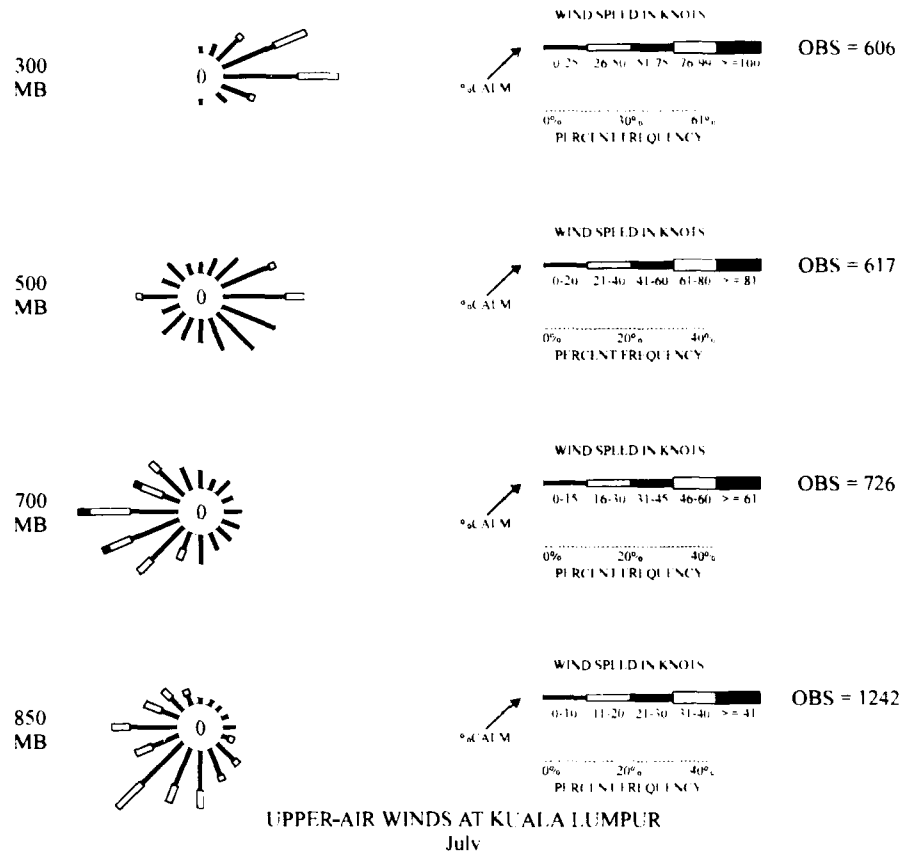 300
MB
0
WIND SPEED IN KNOTS
0-25 26-50 51-75 76-99 >=100
%CALM
OBS = 606
0% 30% 61%
PERCENT FREQUENCY
500
MB
0
WIND SPEED IN KNOTS
0-20 21-40 41-60 61-80 >= 81
%CALM
OBS = 617
0% 20% 40%
PERCENT FREQUENCY
700
MB
0
WIND SPEED IN KNOTS
0-15 16-30 31-45 46-60 >= 61
%CALM
OBS = 726
0% 20% 40%
PERCENT FREQUENCY
850
MB
0
WIND SPEED IN KNOTS
0-10 11-20 21-30 31-40 >= 41
%CALM
OBS = 1242
0% 20% 40%
PERCENT FREQUENCY
UPPER-AIR WINDS AT KUALA LUMPUR
July